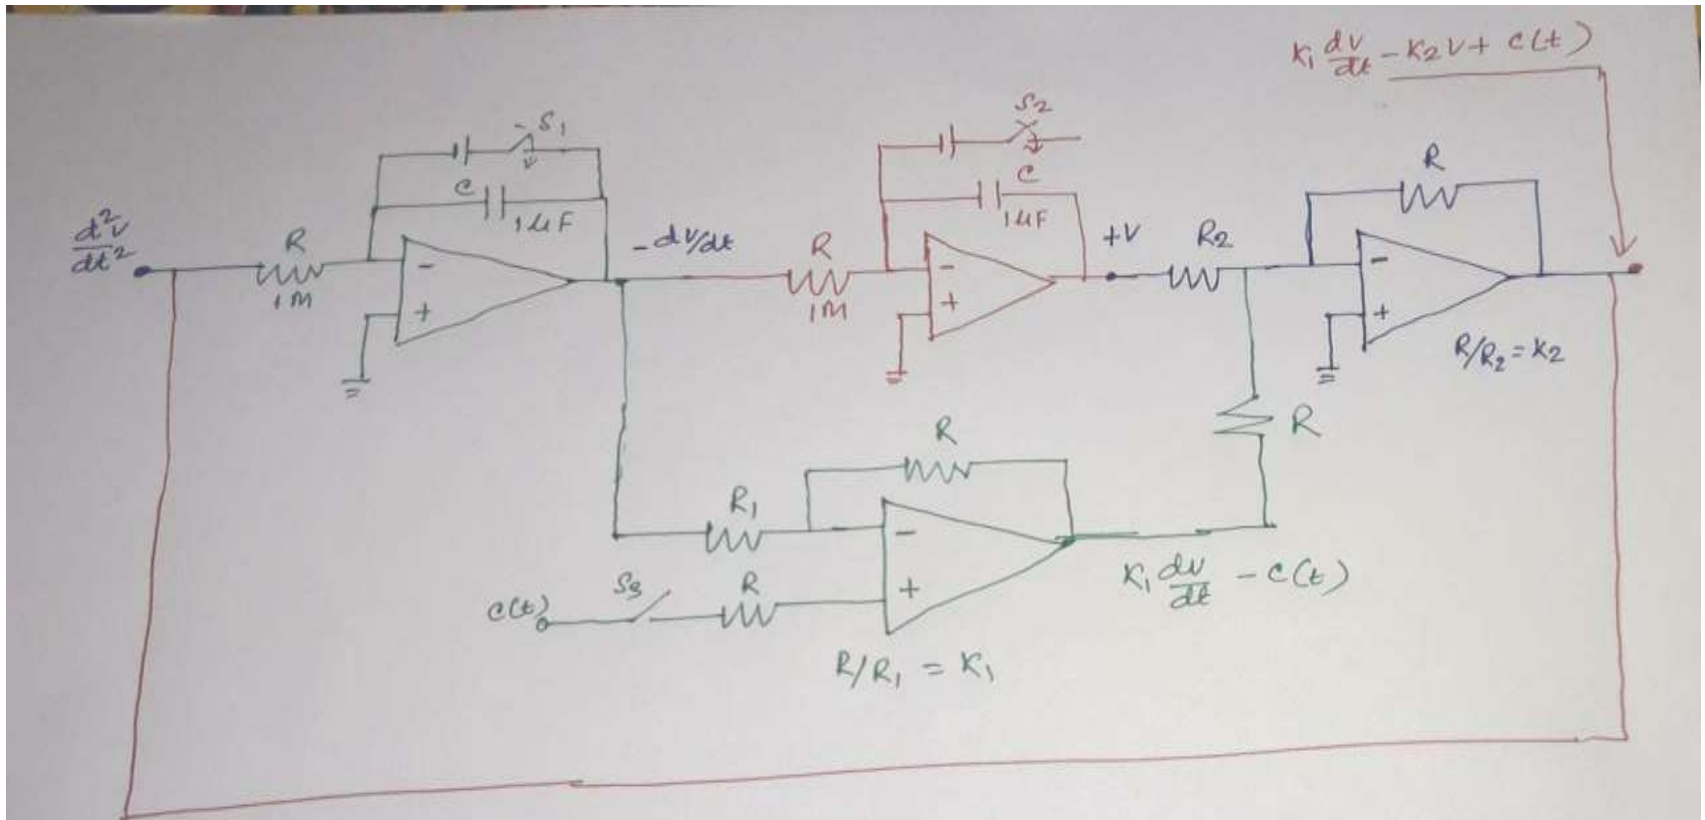 K₁ dv/dt - K₂V + c(t)
S₁
C
1µF
S₂
C
1µF
R
d²v/dt²
R
1M
-
+
-dv/dt
R
1M
-
+
+V
R₂
-
+
R/R₂ = K₂
R
R
R₁
-
+
c(t)
S₃
R
K₁ dv/dt - c(t)
R/R₁ = K₁